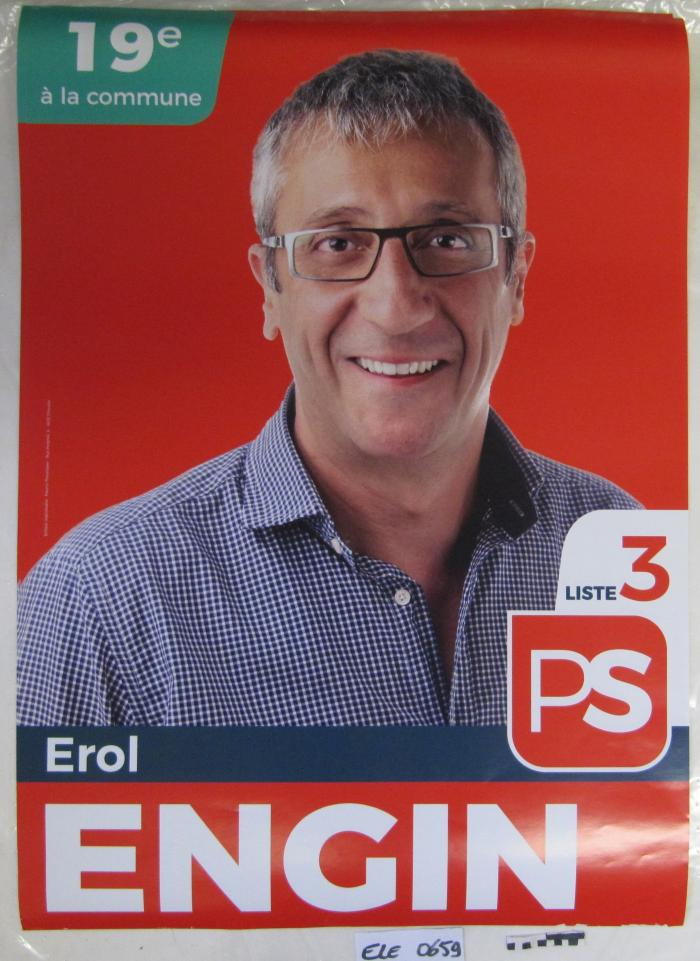 19e
à la commune
LISTE 3
PS
Erol
ENGIN
ELE 0659